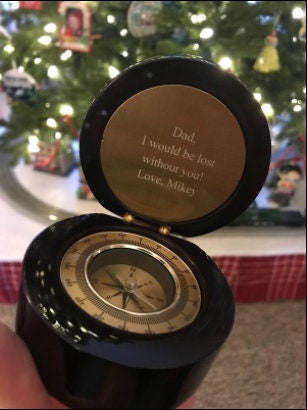 Dad,
I would be lost
without you!
Love, Mikey